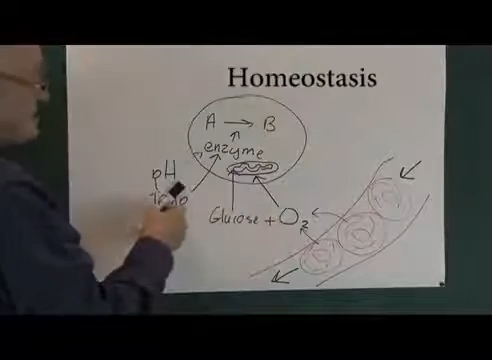 Homeostasis
A → B
enzyme
pH
Glucose + O₂